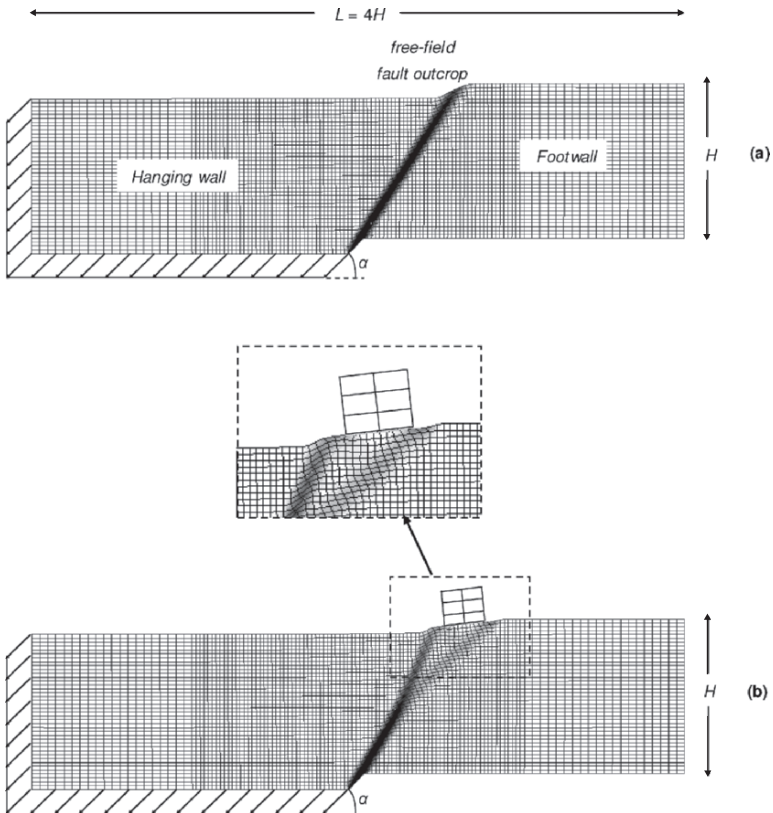 L = 4H
free-field
fault outcrop
Hanging wall
Footwall
H
(a)
α
H
(b)
α